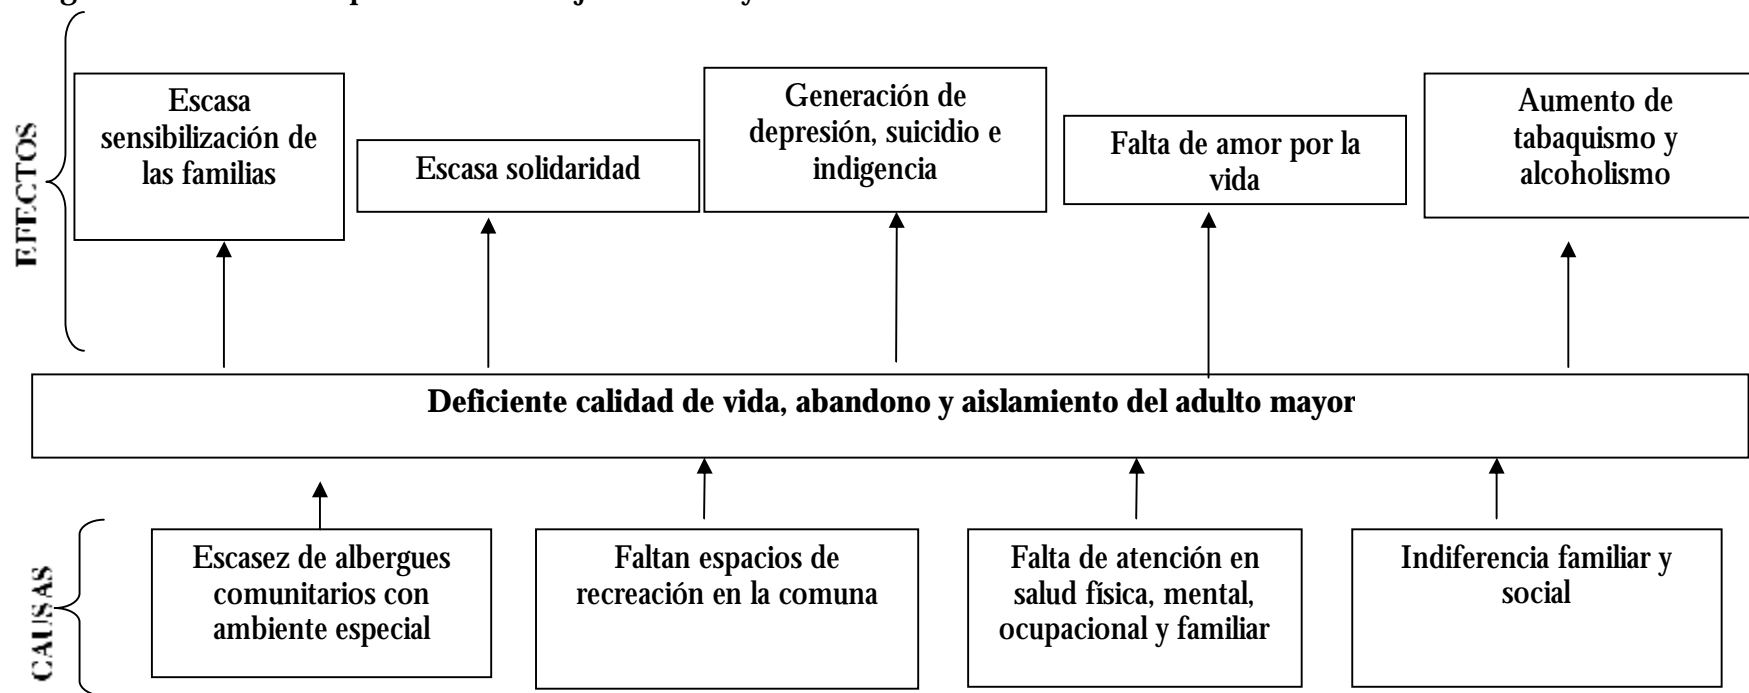 EFECTOS
Escasa
sensibilización de
las familias
Escasa solidaridad
Generación de
depresión, suicidio e
indigencia
Falta de amor por la
vida
Aumento de
tabaquismo y
alcoholismo
Deficiente calidad de vida, abandono y aislamiento del adulto mayor
CAUSAS
Escasez de albergues
comunitarios con
ambiente especial
Faltan espacios de
recreación en la comuna
Falta de atención en
salud física, mental,
ocupacional y familiar
Indiferencia familiar y
social